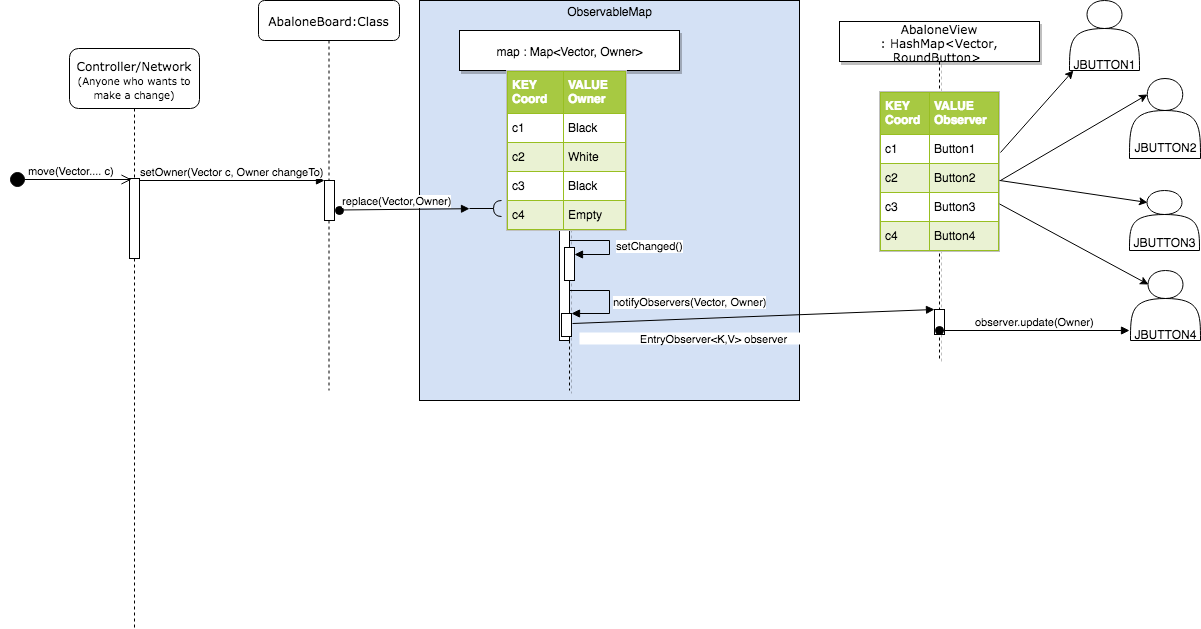 ObservableMap
AbaloneBoard:Class
Controller/Network
(Anyone who wants to
make a change)
map : Map<Vector, Owner>
AbaloneView
: HashMap<Vector,
RoundButton>
KEY
Coord
VALUE
Owner
c1
Black
c2
White
c3
Black
c4
Empty
KEY
Coord
VALUE
Observer
c1
Button1
c2
Button2
c3
Button3
c4
Button4
JBUTTON1
JBUTTON2
JBUTTON3
JBUTTON4
move(Vector.... c)
setOwner(Vector c, Owner changeTo)
replace(Vector,Owner)
setChanged()
notifyObservers(Vector, Owner)
EntryObserver<K,V> observer
observer.update(Owner)